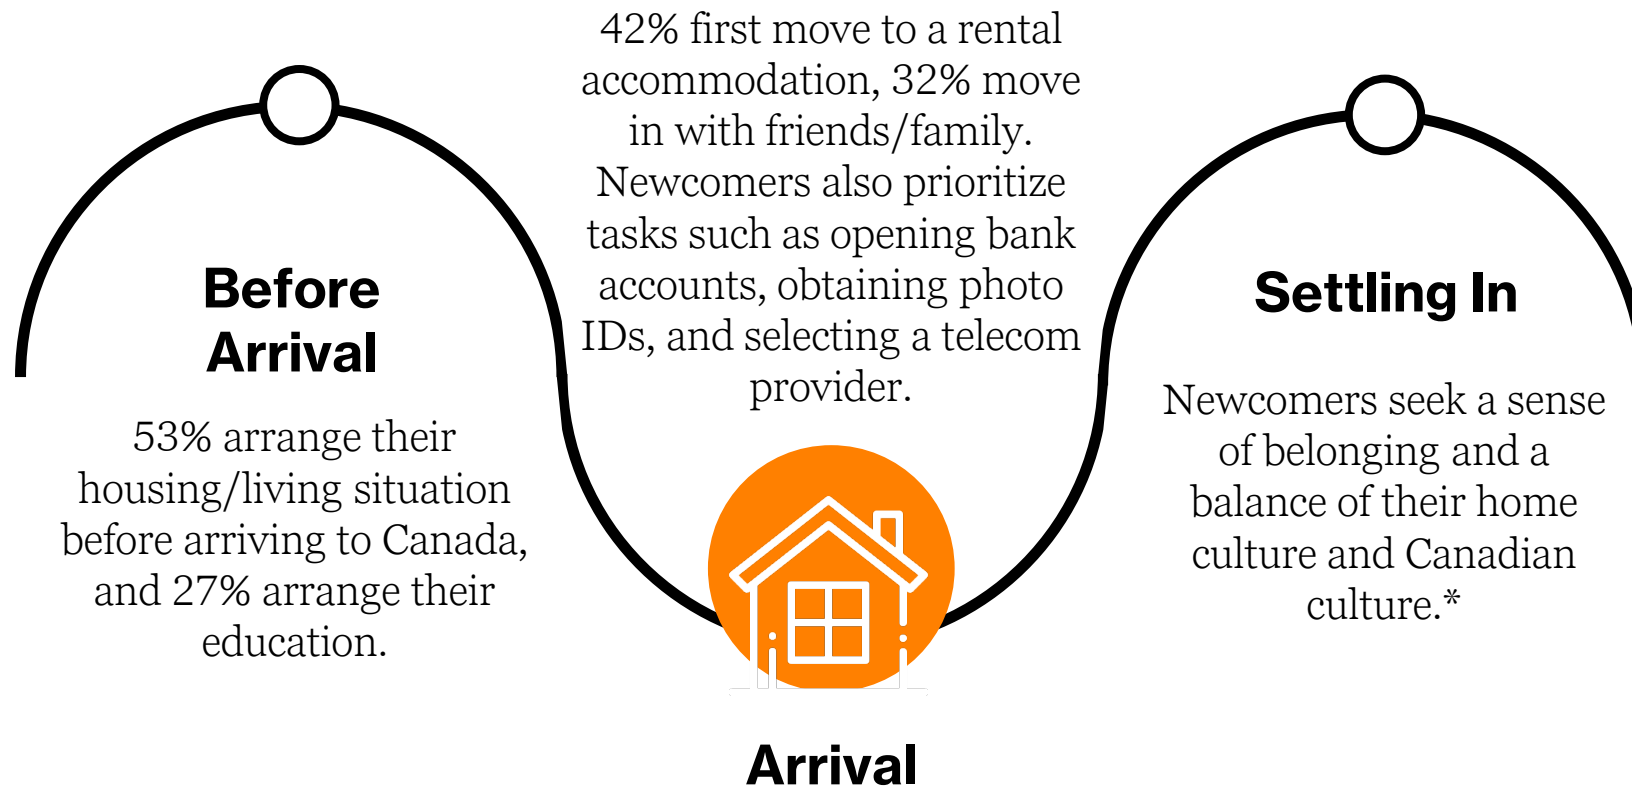 Before
Arrival
53% arrange their
housing/living situation
before arriving to Canada,
and 27% arrange their
education.
42% first move to a rental
accommodation, 32% move
in with friends/family.
Newcomers also prioritize
tasks such as opening bank
accounts, obtaining photo
IDs, and selecting a telecom
provider.
Arrival
Settling In
Newcomers seek a sense
of belonging and a
balance of their home
culture and Canadian
culture.*